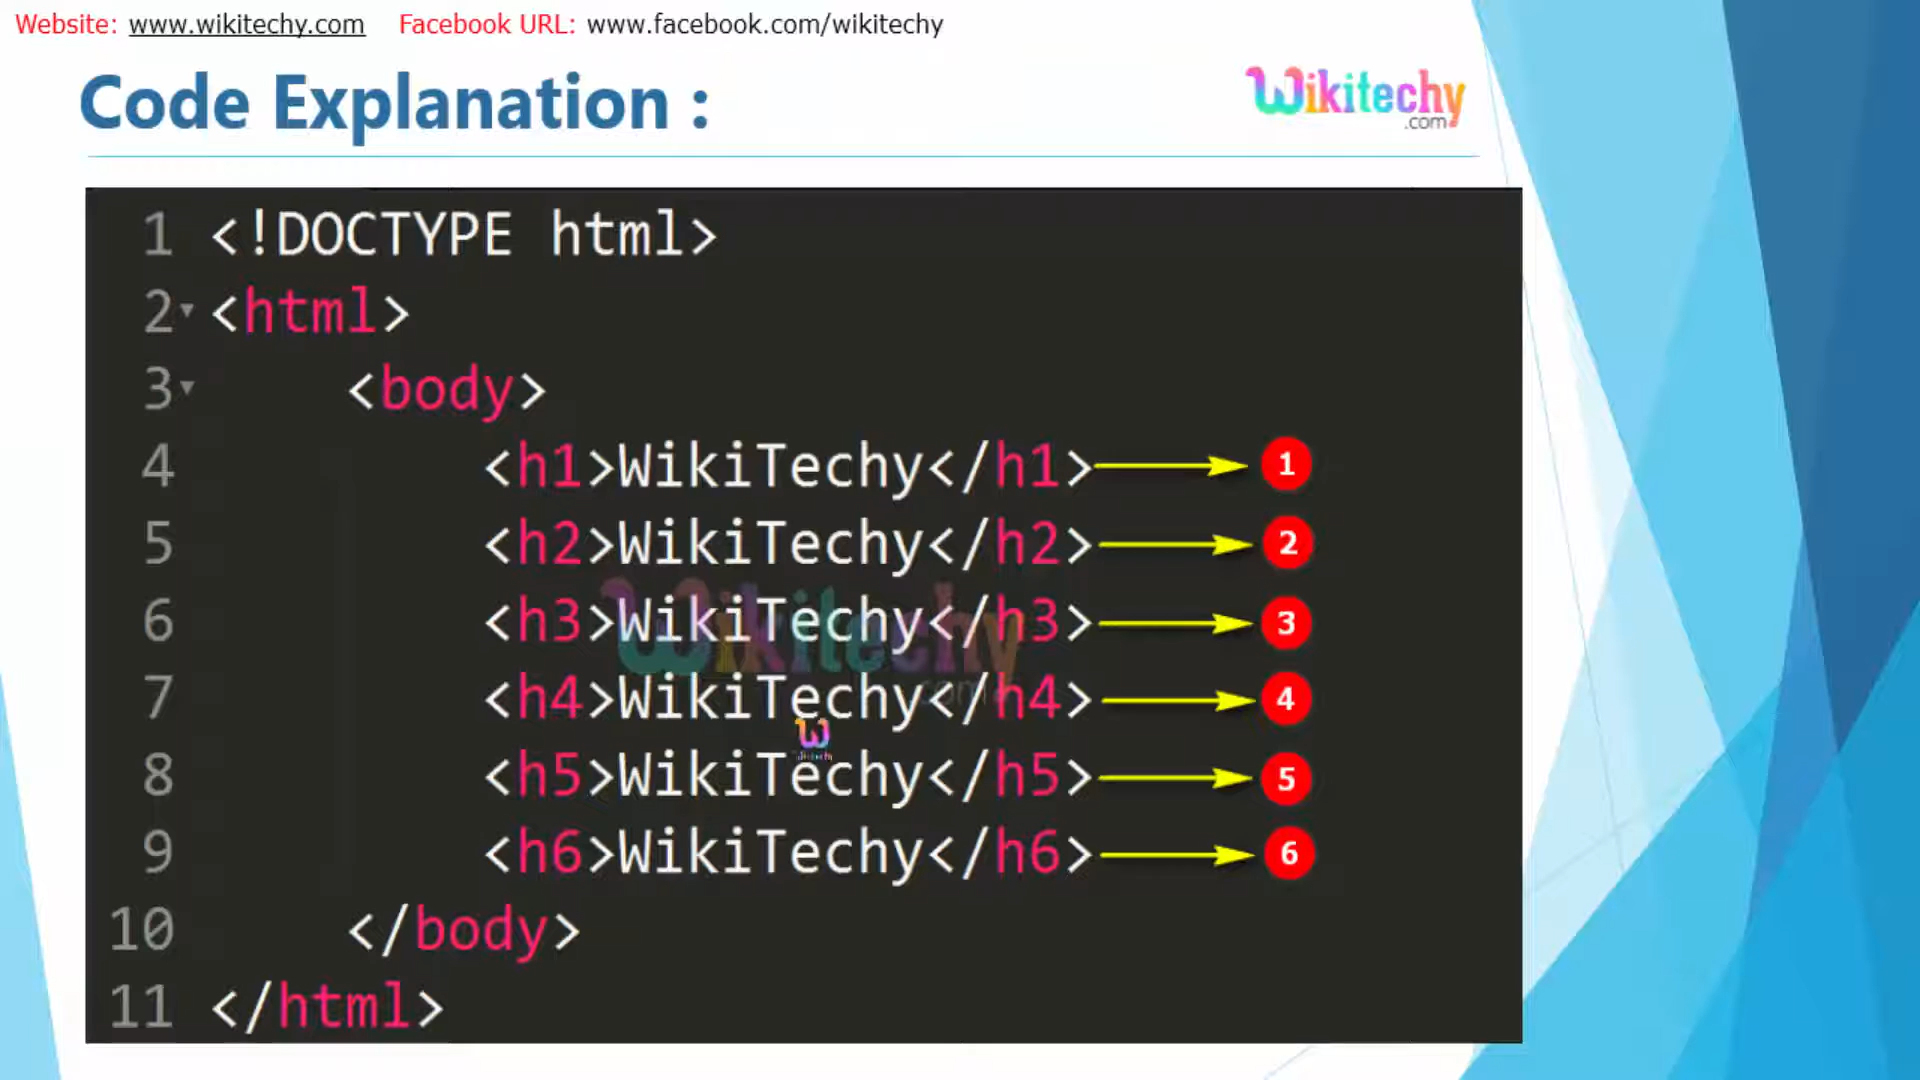 Website: www.wikitechy.com Facebook URL: www.facebook.com/wikitechy
Code Explanation :
Wikitechy
.com
1 <!DOCTYPE html>
2 <html>
3 <body>
4 <h1>WikiTechy</h1> 1
5 <h2>WikiTechy</h2> 2
6 <h3>WikiTechy</h3> 3
Wikitechy
.com
7 <h4>WikiTechy</h4> 4
W
8 <h5>WikiTechy</h5> 5
9 <h6>WikiTechy</h6> 6
10 </body>
11 </html>